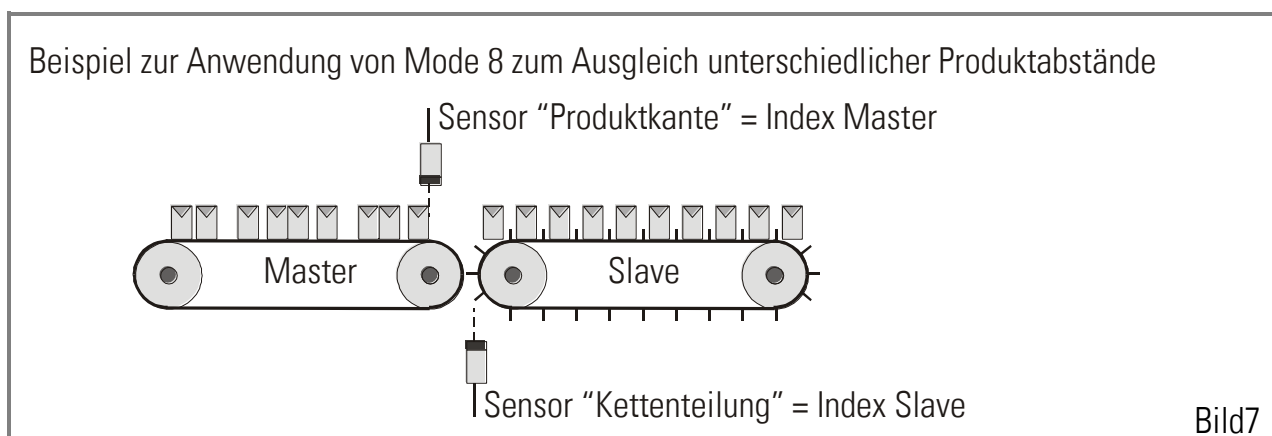 Beispiel zur Anwendung von Mode 8 zum Ausgleich unterschiedlicher Produktabstände
Sensor “Produktkante” = Index Master
Master
Slave
Sensor “Kettenteilung” = Index Slave
Bild7